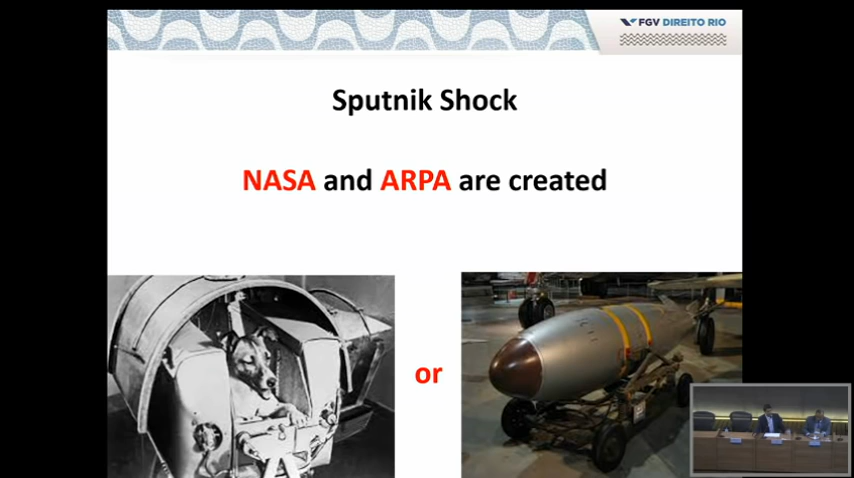 FGV DIREITO RIO
Sputnik Shock
NASA and ARPA are created
or